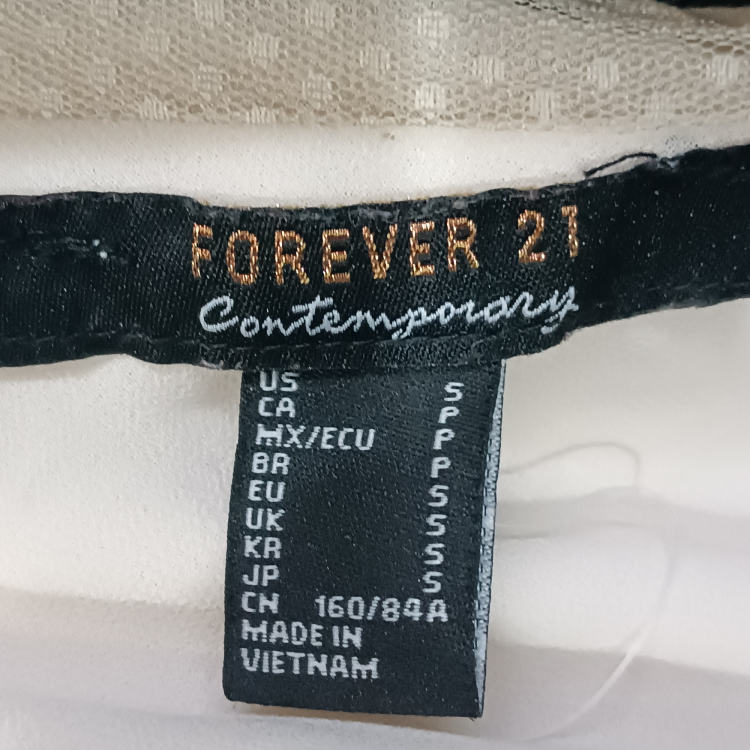 FOREVER 21
Contemporary
US S
CA P
MX/ECU P
BR P
EU S
UK S
KR S
JP S
CN 160/84A
MADE IN
VIETNAM